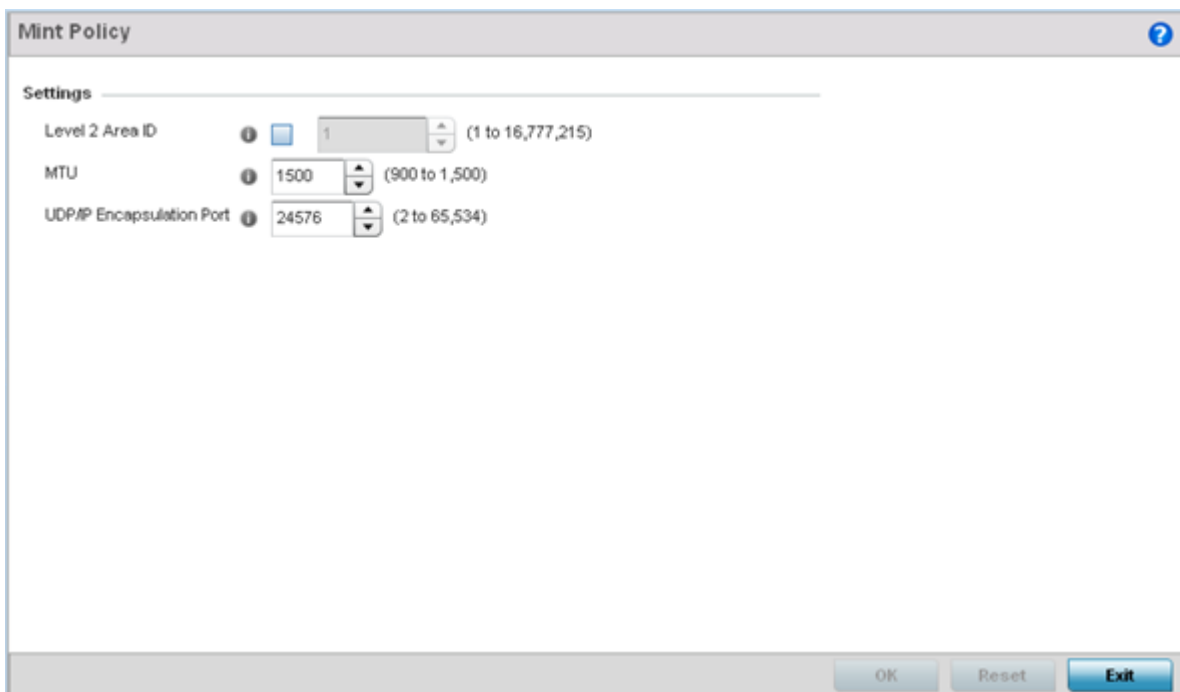 Mint Policy
Settings
Level 2 Area ID 1 (1 to 16,777,215)
MTU 1500 (900 to 1,500)
UDP/IP Encapsulation Port 24576 (2 to 65,534)
OK Reset Exit